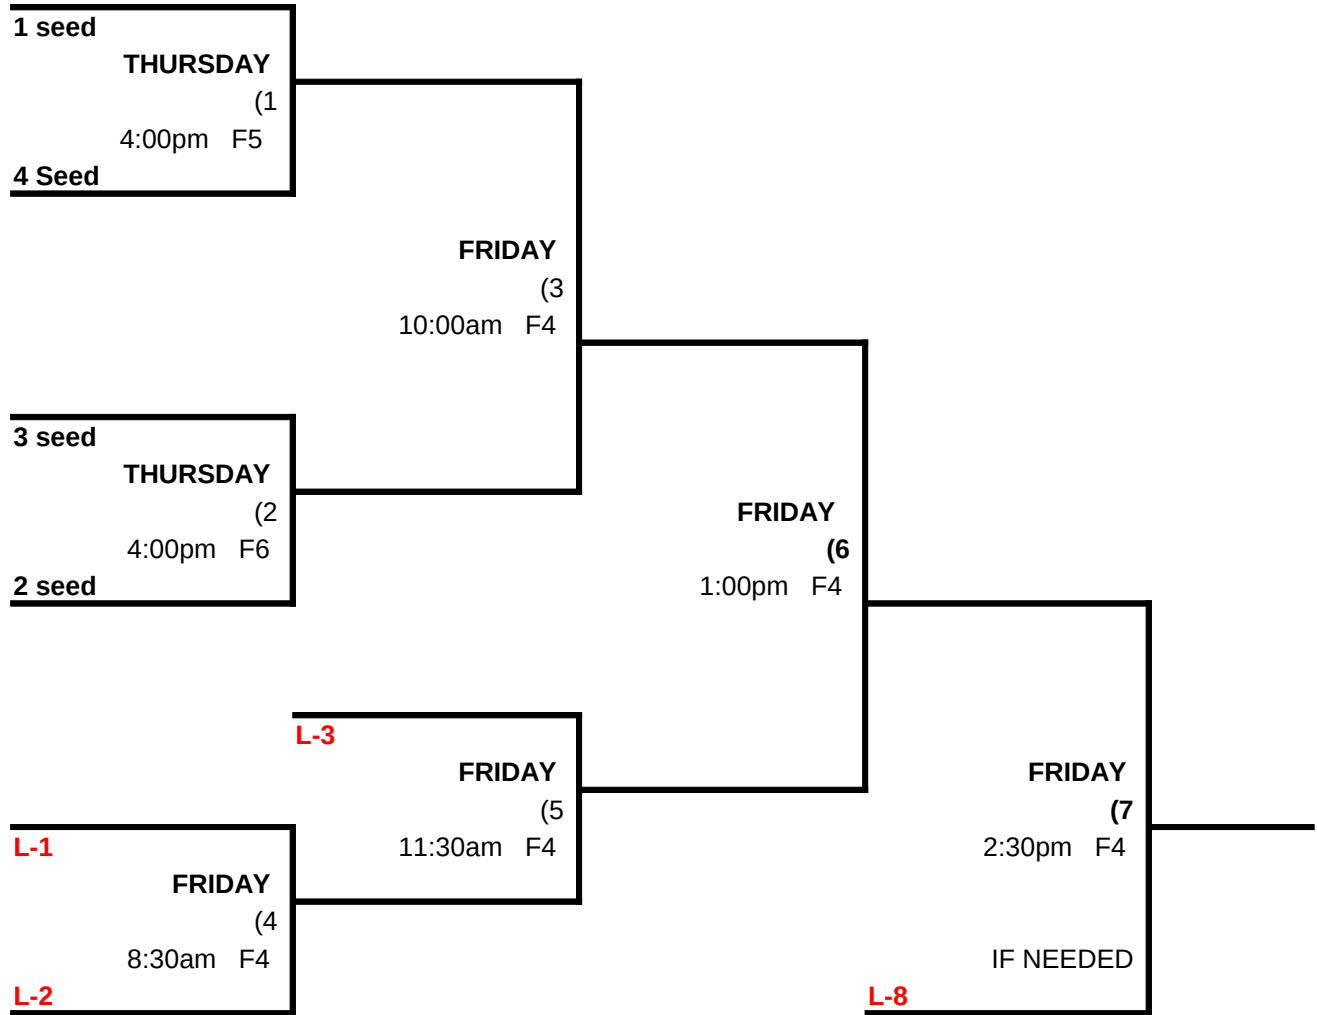 1 seed
THURSDAY
(1
4:00pm F5
4 Seed
FRIDAY
(3
10:00am F4
3 seed
THURSDAY
(2
4:00pm F6
2 seed
FRIDAY
(6
1:00pm F4
L-3
FRIDAY
(5
11:30am F4
L-1
FRIDAY
(4
8:30am F4
L-2
FRIDAY
(7
2:30pm F4
IF NEEDED
L-8